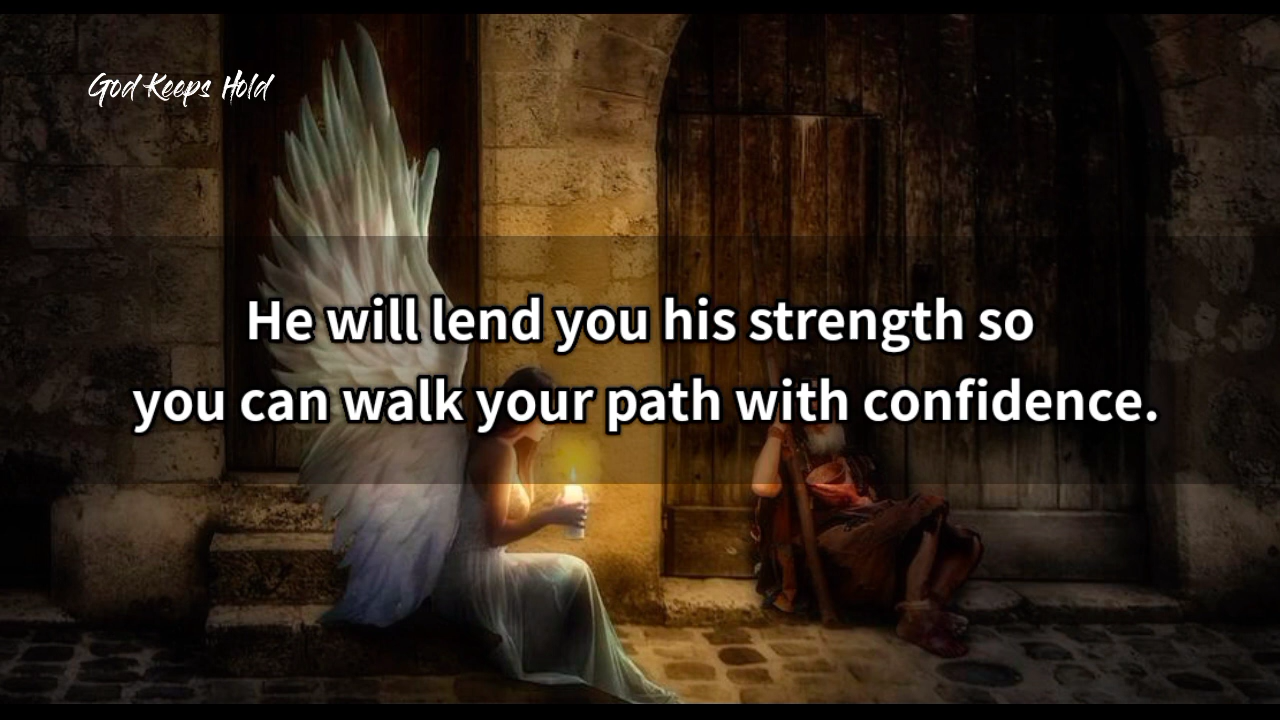 God Keeps Hold
He will lend you his strength so
you can walk your path with confidence.